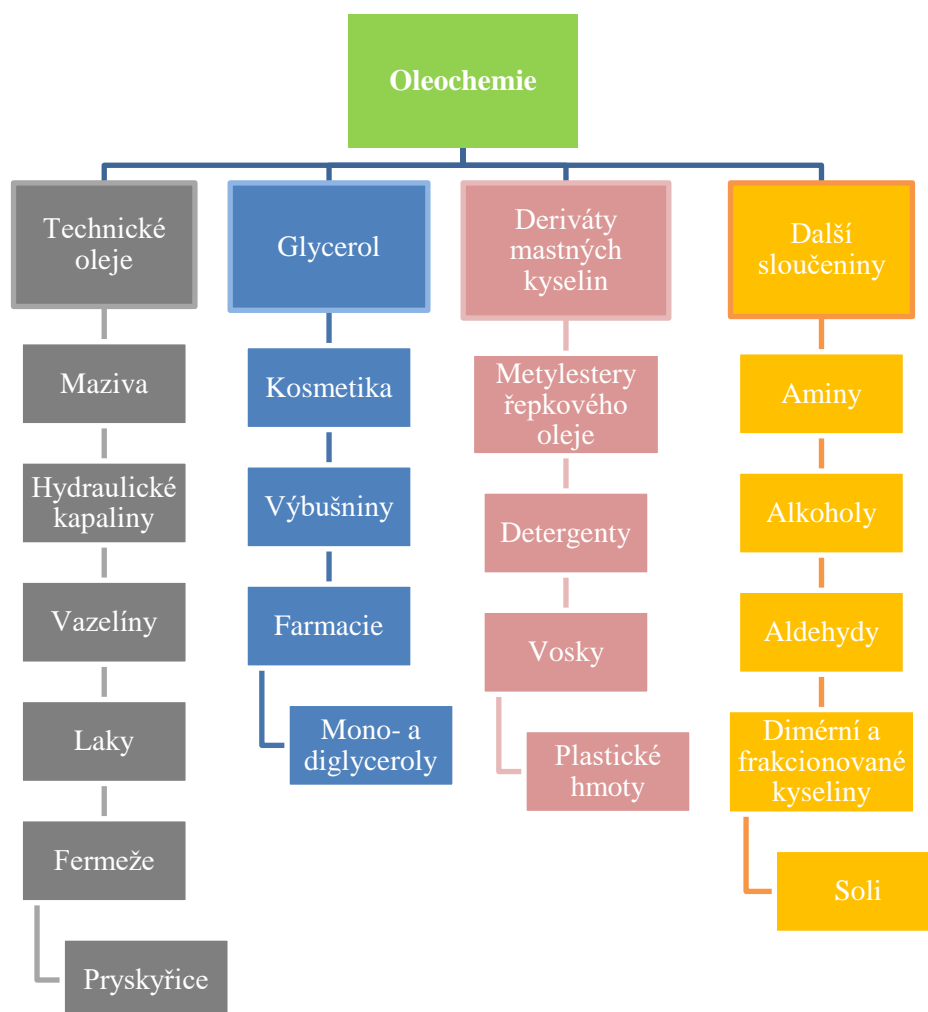 Oleochemie
Technické
oleje
Maziva
Hydraulické
kapaliny
Vazelíny
Laky
Fermeže
Pryskyřice
Glycerol
Kosmetika
Výbušniny
Farmacie
Mono- a
diglyceroly
Deriváty
mastných
kyselin
Metylestery
řepkového
oleje
Detergenty
Vosky
Plastické
hmoty
Další
sloučeniny
Aminy
Alkoholy
Aldehydy
Dimérní a
frakcionované
kyseliny
Soli